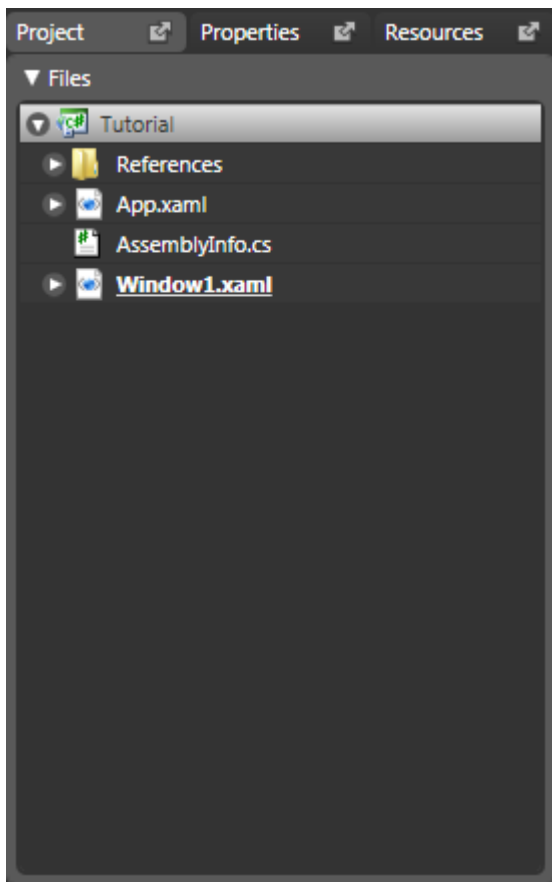 Project Properties Resources
Files
Tutorial
References
App.xaml
AssemblyInfo.cs
Window1.xaml